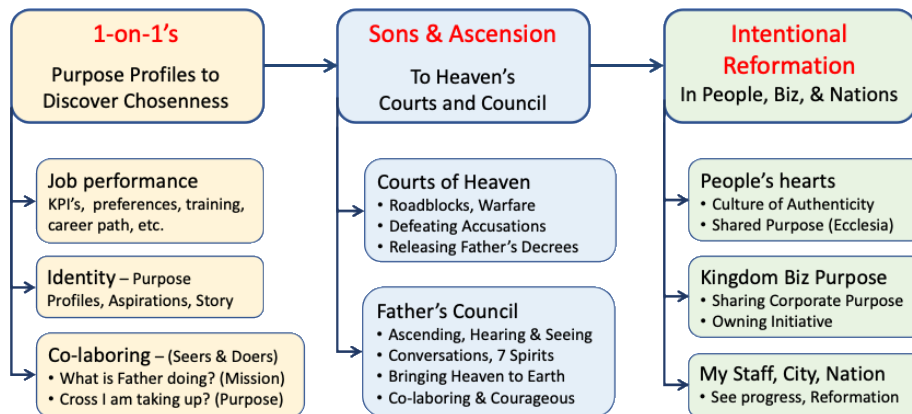 1-on-1's
Purpose Profiles to
Discover Chosenness
Job performance
KPI's, preferences, training,
career path, etc.
Identity – Purpose
Profiles, Aspirations, Story
Co-laboring – (Seers & Doers)
• What is Father doing? (Mission)
• Cross I am taking up? (Purpose)
Sons & Ascension
To Heaven's
Courts and Council
Courts of Heaven
• Roadblocks, Warfare
• Defeating Accusations
• Releasing Father's Decrees
Father's Council
• Ascending, Hearing & Seeing
• Conversations, 7 Spirits
• Bringing Heaven to Earth
• Co-laboring & Courageous
Intentional
Reformation
In People, Biz, & Nations
People's hearts
• Culture of Authenticity
• Shared Purpose (Ecclesia)
Kingdom Biz Purpose
• Sharing Corporate Purpose
• Owning Initiative
My Staff, City, Nation
• See progress, Reformation